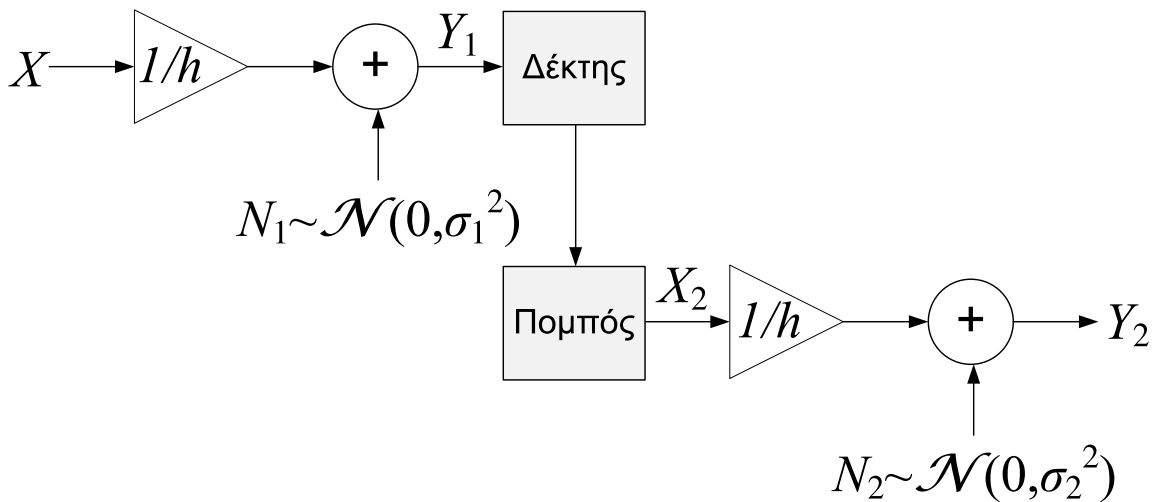 X 1/h + Y₁ Δέκτης
N₁~𝒩(0,σ₁²)
Πομπός X₂ 1/h + Y₂
N₂~𝒩(0,σ₂²)